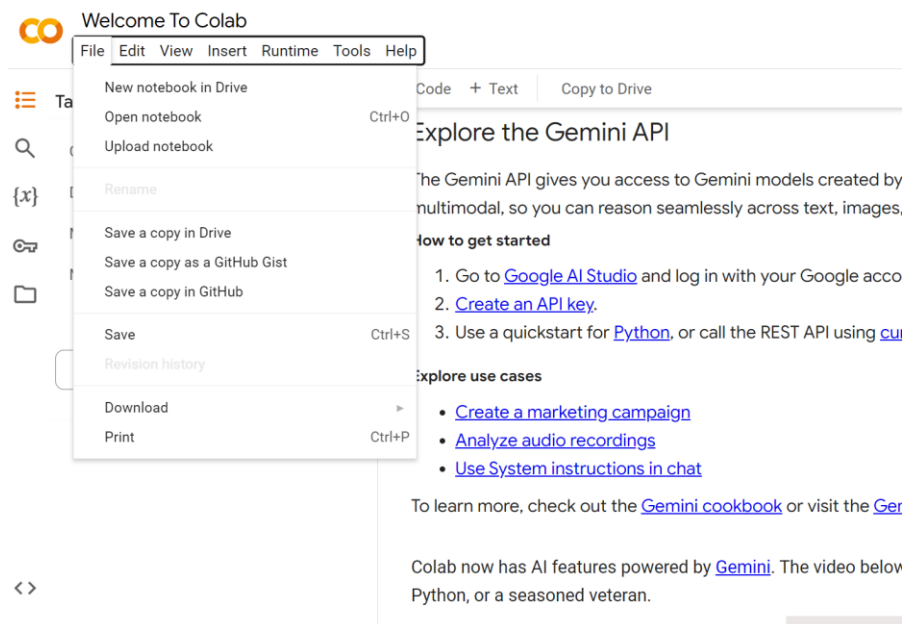 Welcome To Colab
File Edit View Insert Runtime Tools Help
New notebook in Drive
Open notebook Ctrl+O
Upload notebook
Rename
Save a copy in Drive
Save a copy as a GitHub Gist
Save a copy in GitHub
Save Ctrl+S
Revision history
Download
Print Ctrl+P
Code + Text Copy to Drive
Explore the Gemini API
The Gemini API gives you access to Gemini models created by
multimodal, so you can reason seamlessly across text, images,
How to get started
1. Go to Google AI Studio and log in with your Google acco
2. Create an API key.
3. Use a quickstart for Python, or call the REST API using cur
Explore use cases
• Create a marketing campaign
• Analyze audio recordings
• Use System instructions in chat
To learn more, check out the Gemini cookbook or visit the Gem
Colab now has AI features powered by Gemini. The video below
Python, or a seasoned veteran.
Ta
{x}